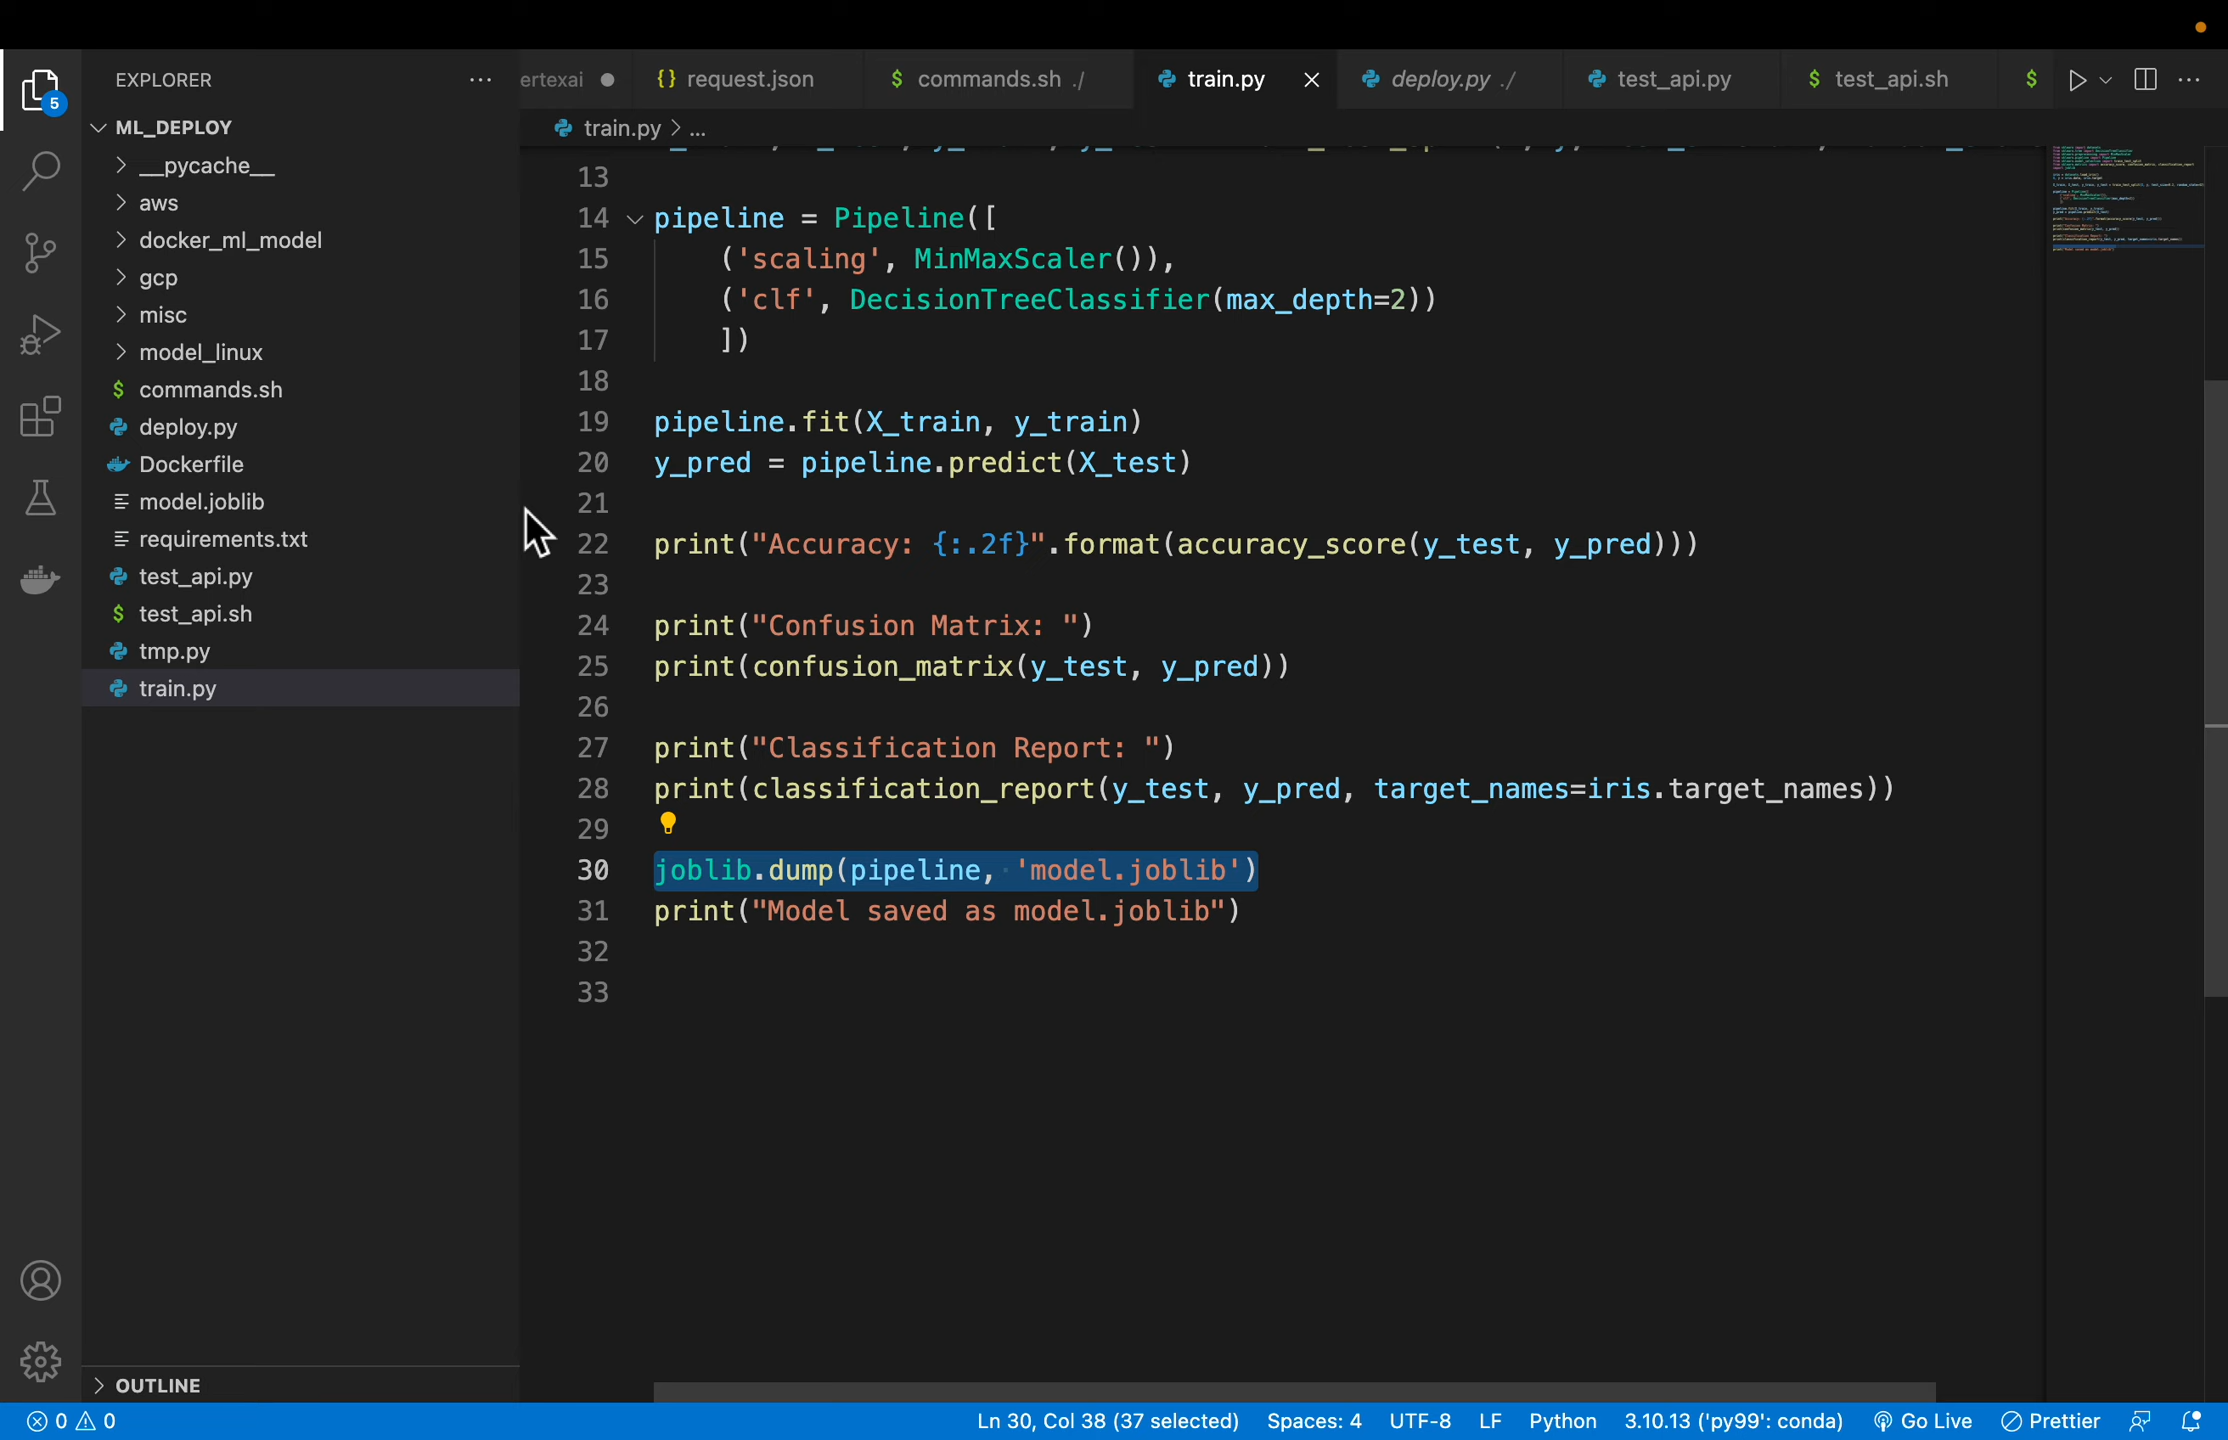 EXPLORER
5
ML_DEPLOY
__pycache__
aws
docker_ml_model
gcp
misc
model_linux
$ commands.sh
deploy.py
Dockerfile
model.joblib
requirements.txt
test_api.py
$ test_api.sh
tmp.py
train.py
OUTLINE
ertexai {} request.json $ commands.sh ./ train.py deploy.py ./ test_api.py $ test_api.sh $
train.py > ...
13
14 pipeline = Pipeline([
15 ('scaling', MinMaxScaler()),
16 ('clf', DecisionTreeClassifier(max_depth=2))
17 ])
18
19 pipeline.fit(X_train, y_train)
20 y_pred = pipeline.predict(X_test)
21
22 print("Accuracy: {:.2f}".format(accuracy_score(y_test, y_pred)))
23
24 print("Confusion Matrix: ")
25 print(confusion_matrix(y_test, y_pred))
26
27 print("Classification Report: ")
28 print(classification_report(y_test, y_pred, target_names=iris.target_names))
29
30 joblib.dump(pipeline, 'model.joblib')
31 print("Model saved as model.joblib")
32
33
0 0 Ln 30, Col 38 (37 selected) Spaces: 4 UTF-8 LF Python 3.10.13 ('py99': conda) Go Live Prettier